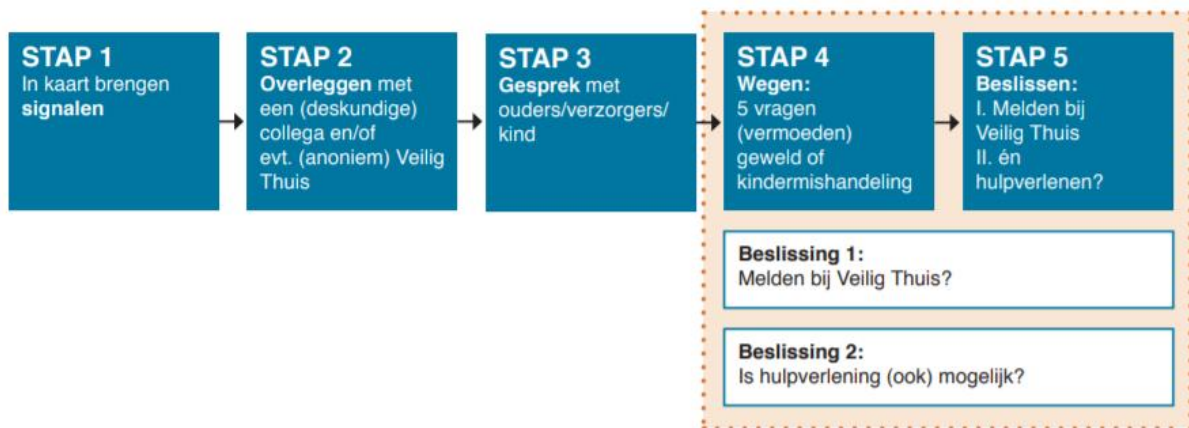 STAP 1
In kaart brengen
signalen
STAP 2
Overleggen met
een (deskundige)
collega en/of
evt. (anoniem) Veilig
Thuis
STAP 3
Gesprek met
ouders/verzorgers/
kind
STAP 4
Wegen:
5 vragen
(vermoeden)
geweld of
kindermishandeling
STAP 5
Beslissen:
I. Melden bij
Veilig Thuis
II. én
hulpverlenen?
Beslissing 1:
Melden bij Veilig Thuis?
Beslissing 2:
Is hulpverlening (ook) mogelijk?